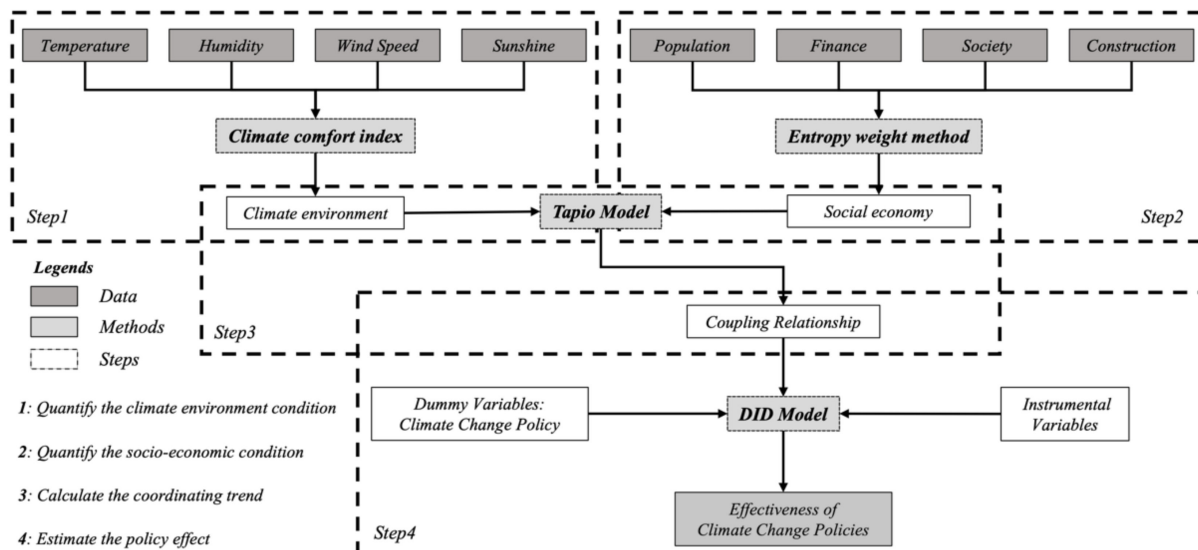 Temperature
Humidity
Wind Speed
Sunshine
Climate comfort index
Climate environment
Step1
Population
Finance
Society
Construction
Entropy weight method
Social economy
Step2
Tapio Model
Coupling Relationship
Step3
Legends
Data
Methods
Steps
1: Quantify the climate environment condition
2: Quantify the socio-economic condition
3: Calculate the coordinating trend
4: Estimate the policy effect
Dummy Variables:
Climate Change Policy
DID Model
Instrumental
Variables
Effectiveness of
Climate Change Policies
Step4